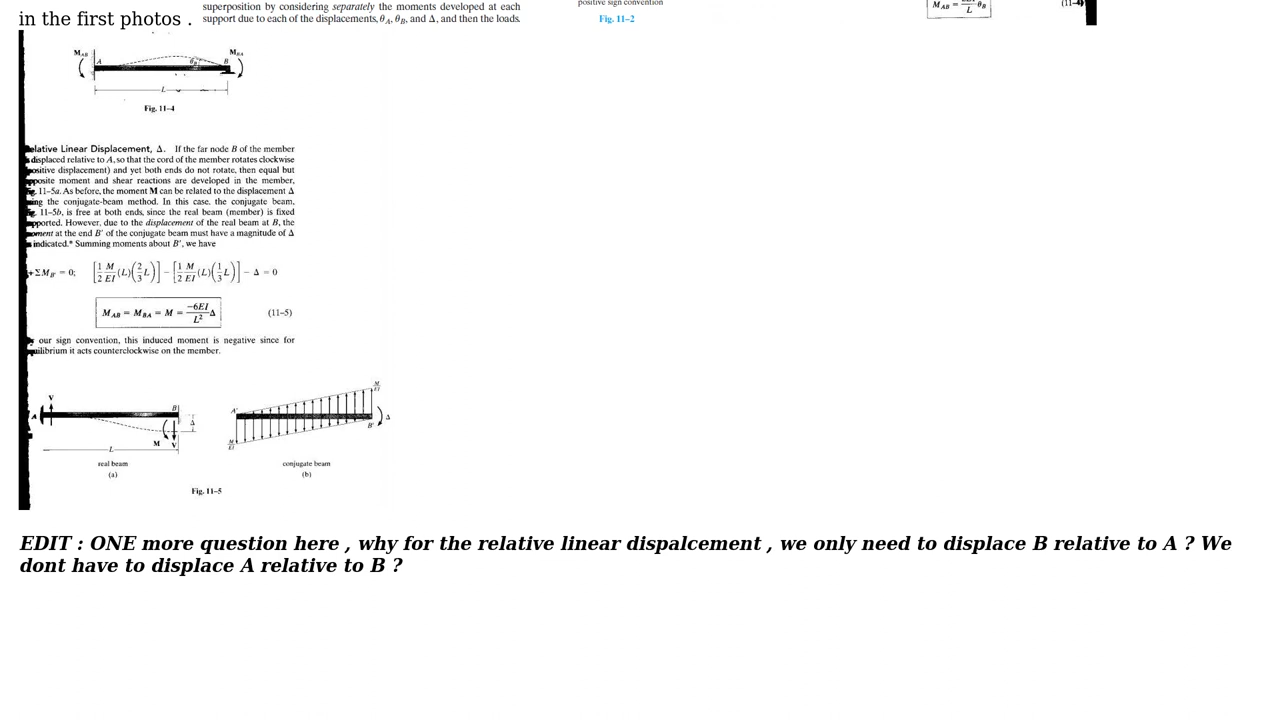 superposition by considering separately the moments developed at each
in the first photos . support due to each of the displacements, θA, θB, and Δ, and then the loads.
positive sign convention
Fig. 11–2
MAB = L θB
MAB
MBA
A
θB
B
L
Fig. 11–4
elative Linear Displacement, Δ. If the far node B of the member
displaced relative to A, so that the cord of the member rotates clockwise
ositive displacement) and yet both ends do not rotate, then equal but
pposite moment and shear reactions are developed in the member,
11–5a. As before, the moment M can be related to the displacement Δ
ing the conjugate-beam method. In this case, the conjugate beam,
11–5b, is free at both ends, since the real beam (member) is fixed
pported. However, due to the displacement of the real beam at B, the
oment at the end B′ of the conjugate beam must have a magnitude of Δ
indicated.* Summing moments about B′, we have
+ΣMB′ = 0; [1/2 M/EI (L)(2/3 L)] − [1/2 M/EI (L)(1/3 L)] − Δ = 0
MAB = MBA = M = −6EI/L² Δ (11–5)
our sign convention, this induced moment is negative since for
uilibrium it acts counterclockwise on the member.
V
A
B
Δ
M V
L
real beam
(a)
M/EI
A′
Δ
B′
M/EI
conjugate beam
(b)
Fig. 11–5
EDIT : ONE more question here , why for the relative linear dispalcement , we only need to displace B relative to A ? We
dont have to displace A relative to B ?